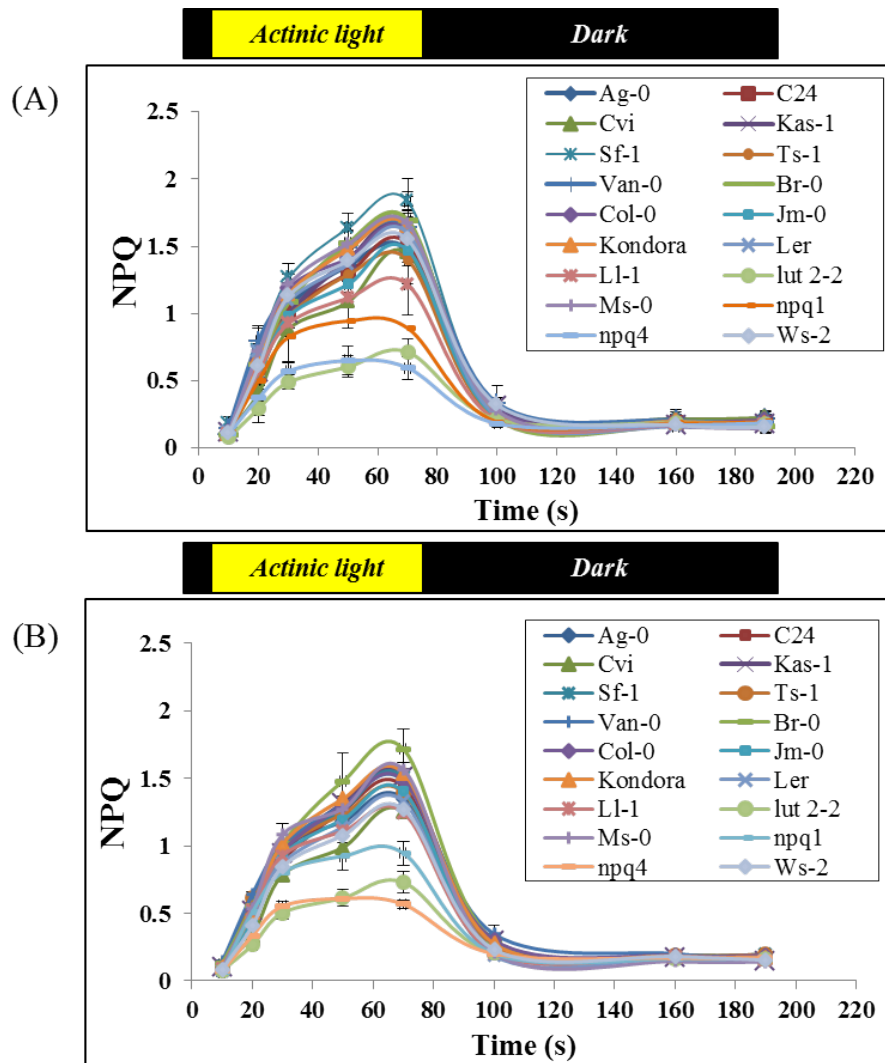 Actinic light Dark
(A)
NPQ
2.5
2
1.5
1
0.5
0
Ag-0 C24
Cvi Kas-1
Sf-1 Ts-1
Van-0 Br-0
Col-0 Jm-0
Kondora Ler
Ll-1 lut 2-2
Ms-0 npq1
npq4 Ws-2
0 20 40 60 80 100 120 140 160 180 200 220
Time (s)
Actinic light Dark
(B)
NPQ
2.5
2
1.5
1
0.5
0
Ag-0 C24
Cvi Kas-1
Sf-1 Ts-1
Van-0 Br-0
Col-0 Jm-0
Kondora Ler
Ll-1 lut 2-2
Ms-0 npq1
npq4 Ws-2
0 20 40 60 80 100 120 140 160 180 200 220
Time (s)